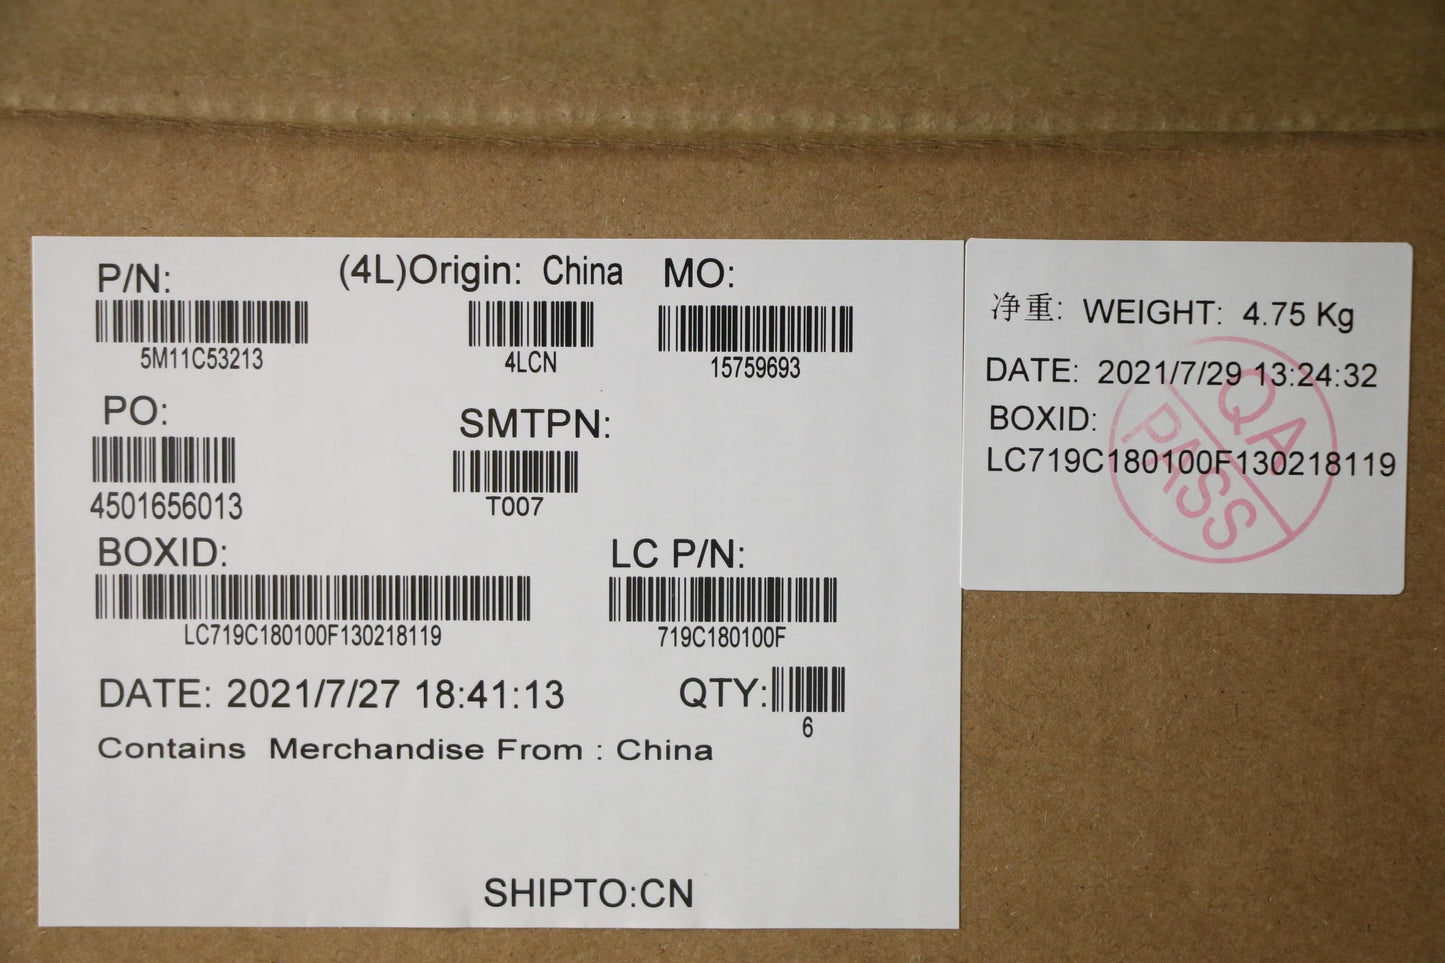 P/N: (4L)Origin: China MO:
5M11C53213 4LCN 15759693
PO: SMTPN:
4501656013 T007
BOXID: LC P/N:
LC719C180100F130218119 719C180100F
DATE: 2021/7/27 18:41:13 QTY:
6
Contains Merchandise From : China
SHIPTO:CN
净重: WEIGHT: 4.75 Kg
DATE: 2021/7/29 13:24:32
BOXID:
LC719C180100F130218119
QA
PASS